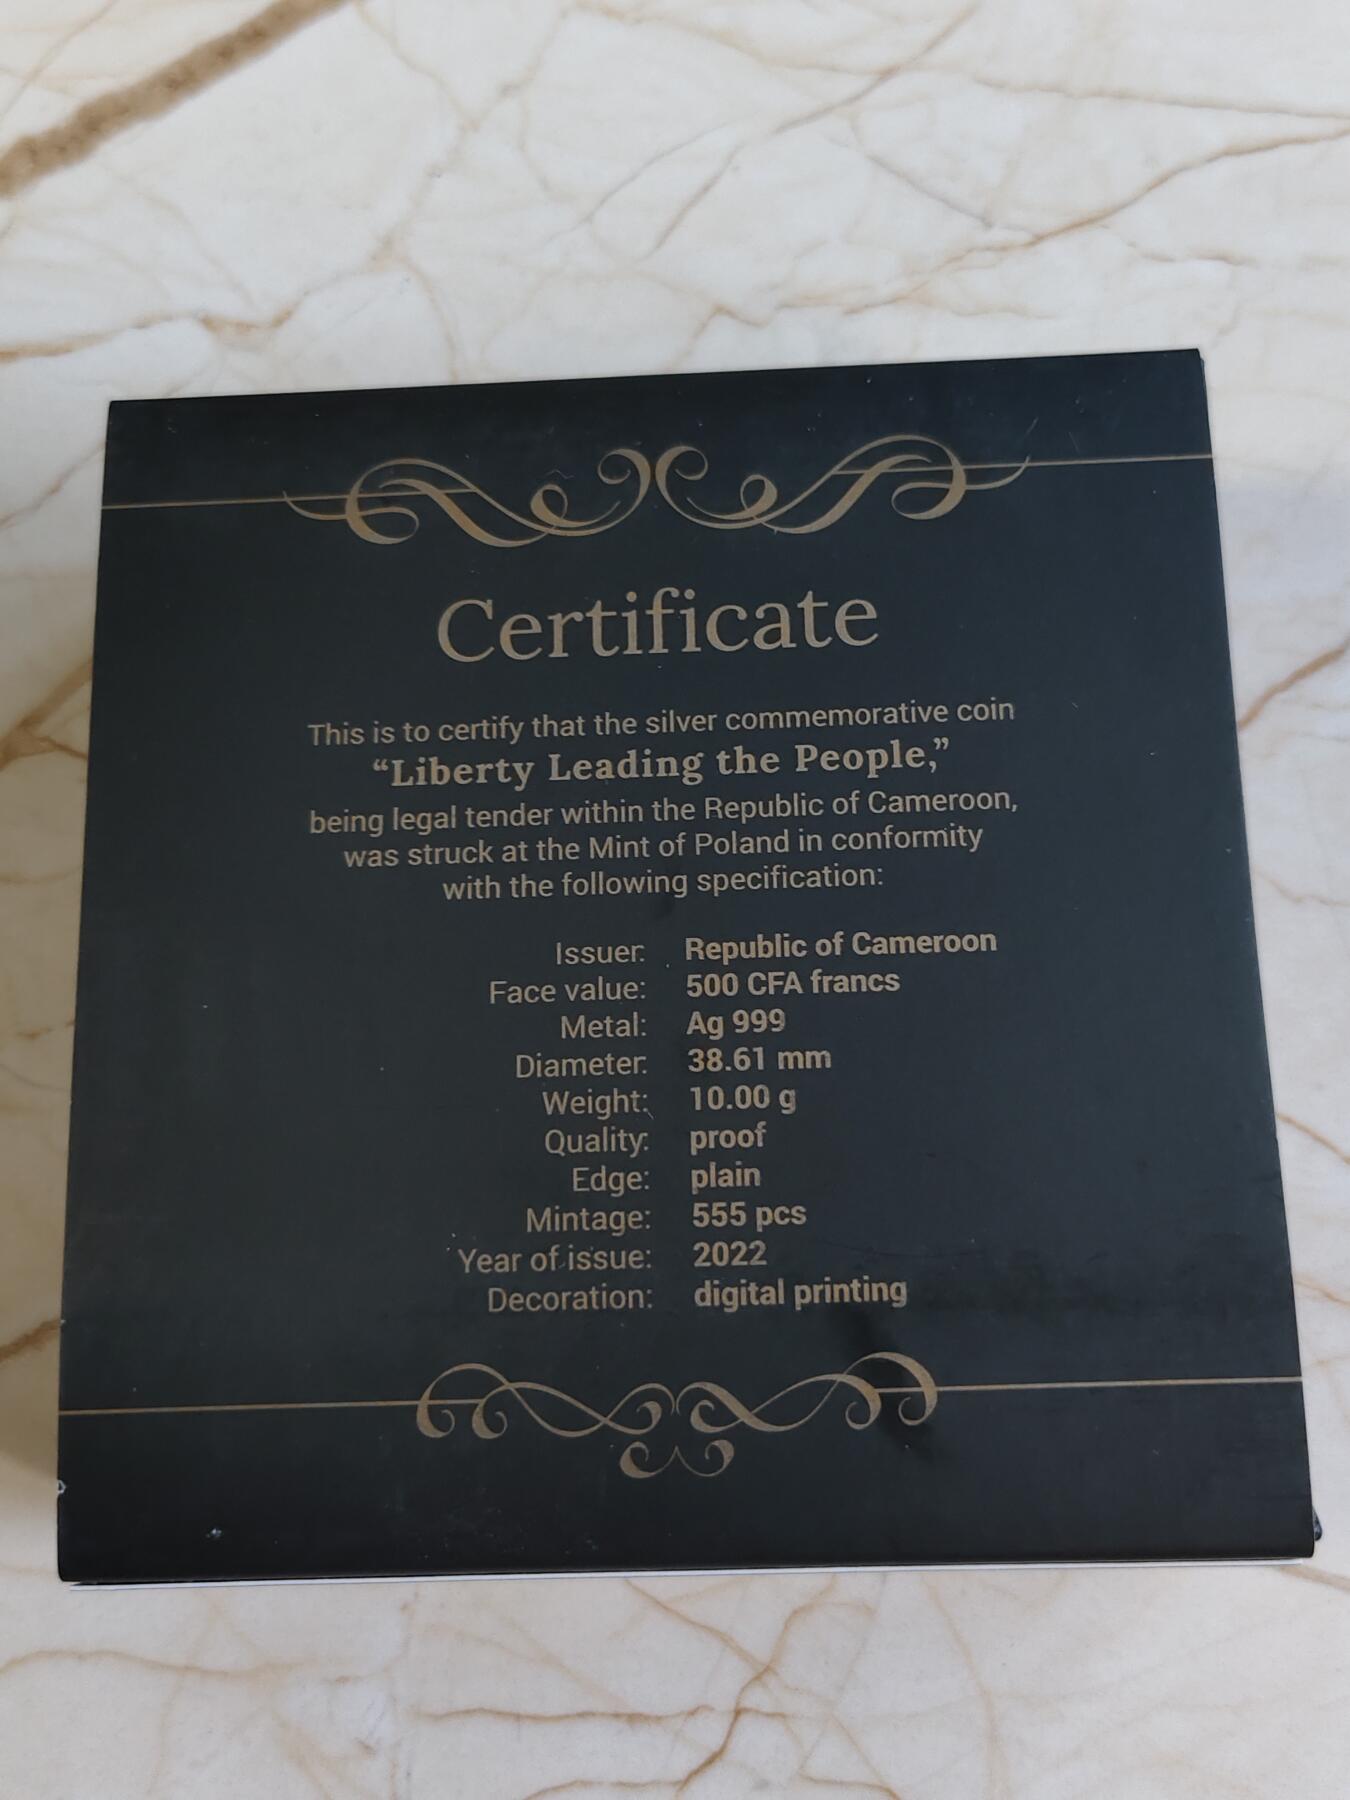 Certificate
This is to certify that the silver commemorative coin
“Liberty Leading the People,”
being legal tender within the Republic of Cameroon,
was struck at the Mint of Poland in conformity
with the following specification:
Issuer: Republic of Cameroon
Face value: 500 CFA francs
Metal: Ag 999
Diameter: 38.61 mm
Weight: 10.00 g
Quality: proof
Edge: plain
Mintage: 555 pcs
Year of issue: 2022
Decoration: digital printing